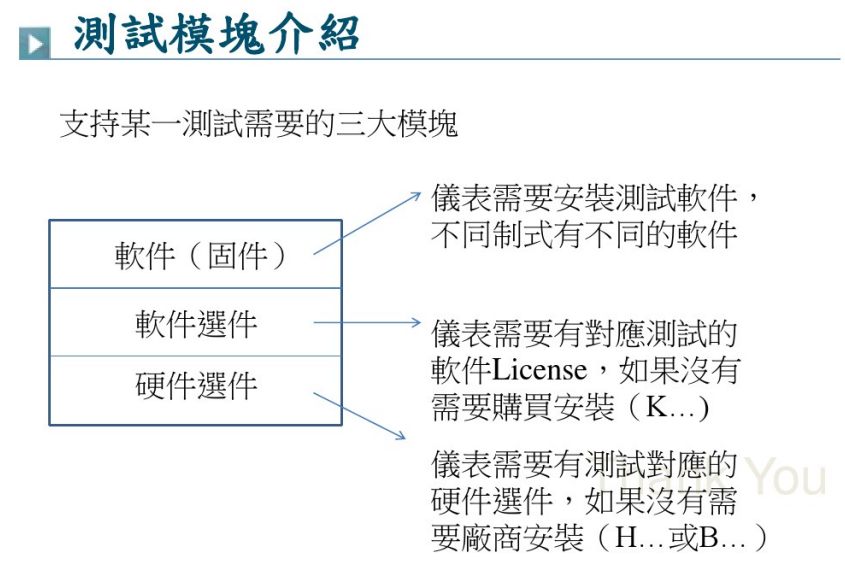 測試模塊介紹
支持某一測試需要的三大模塊
軟件（固件）
軟件選件
硬件選件
儀表需要安裝測試軟件，
不同制式有不同的軟件
儀表需要有對應測試的
軟件License，如果沒有
需要購買安裝（K…)
儀表需要有測試對應的
硬件選件，如果沒有需
要廠商安裝（H…或B…）
Thank You